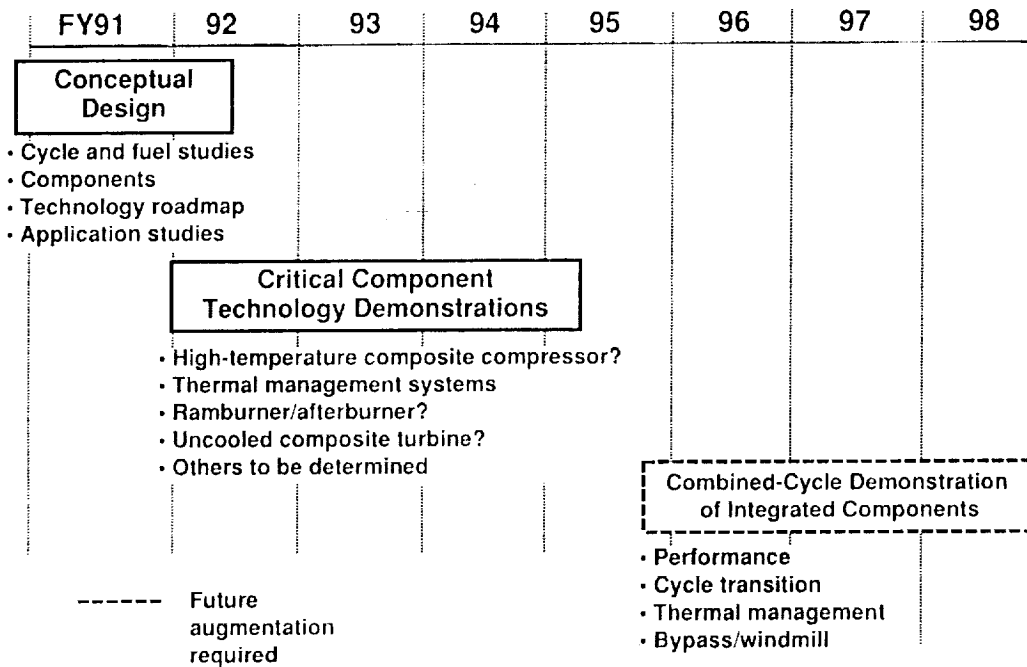 FY91 92 93 94 95 96 97 98
Conceptual
Design
· Cycle and fuel studies
· Components
· Technology roadmap
· Application studies
Critical Component
Technology Demonstrations
· High-temperature composite compressor?
· Thermal management systems
· Ramburner/afterburner?
· Uncooled composite turbine?
· Others to be determined
Combined-Cycle Demonstration
of Integrated Components
· Performance
· Cycle transition
· Thermal management
· Bypass/windmill
Future
augmentation
required